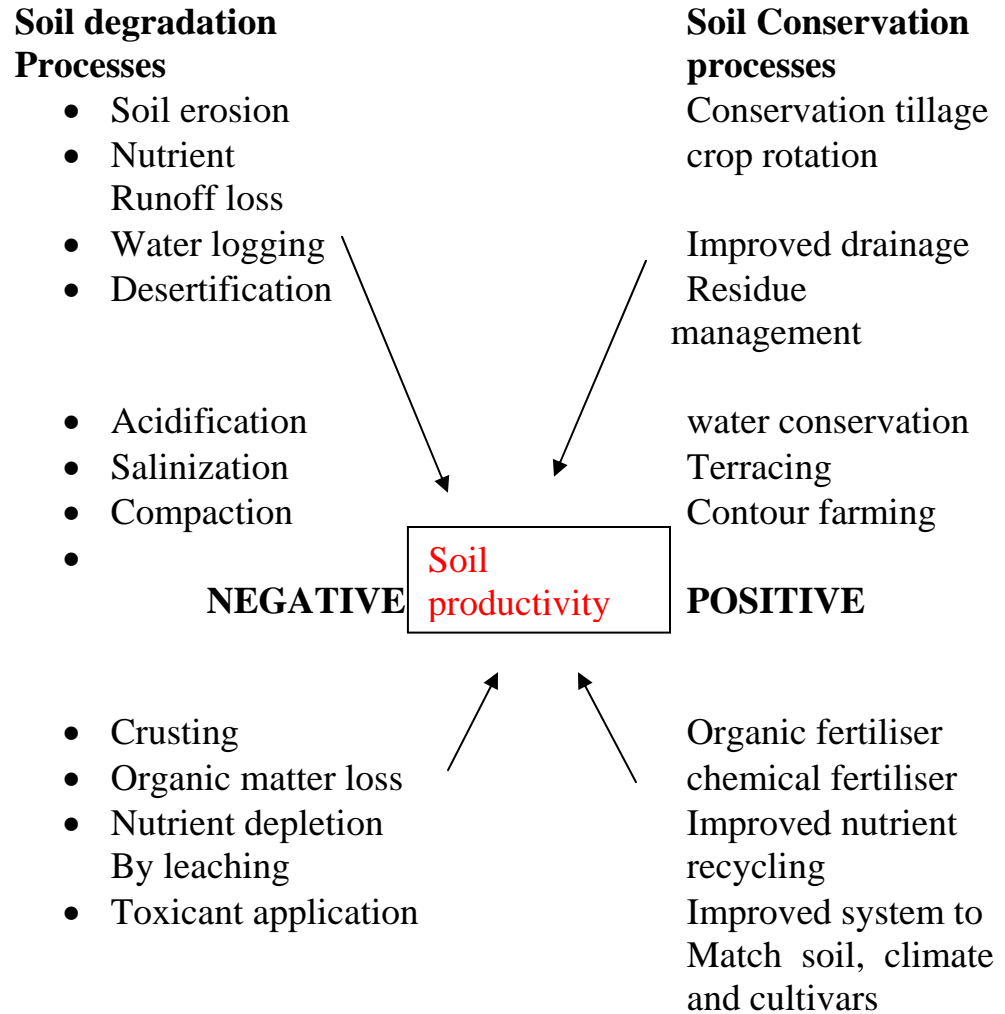 Soil degradation
Processes
• Soil erosion
• Nutrient
Runoff loss
• Water logging
• Desertification
• Acidification
• Salinization
• Compaction
•
NEGATIVE
• Crusting
• Organic matter loss
• Nutrient depletion
By leaching
• Toxicant application
Soil
productivity
Soil Conservation
processes
Conservation tillage
crop rotation
Improved drainage
Residue
management
water conservation
Terracing
Contour farming
POSITIVE
Organic fertiliser
chemical fertiliser
Improved nutrient
recycling
Improved system to
Match soil, climate
and cultivars